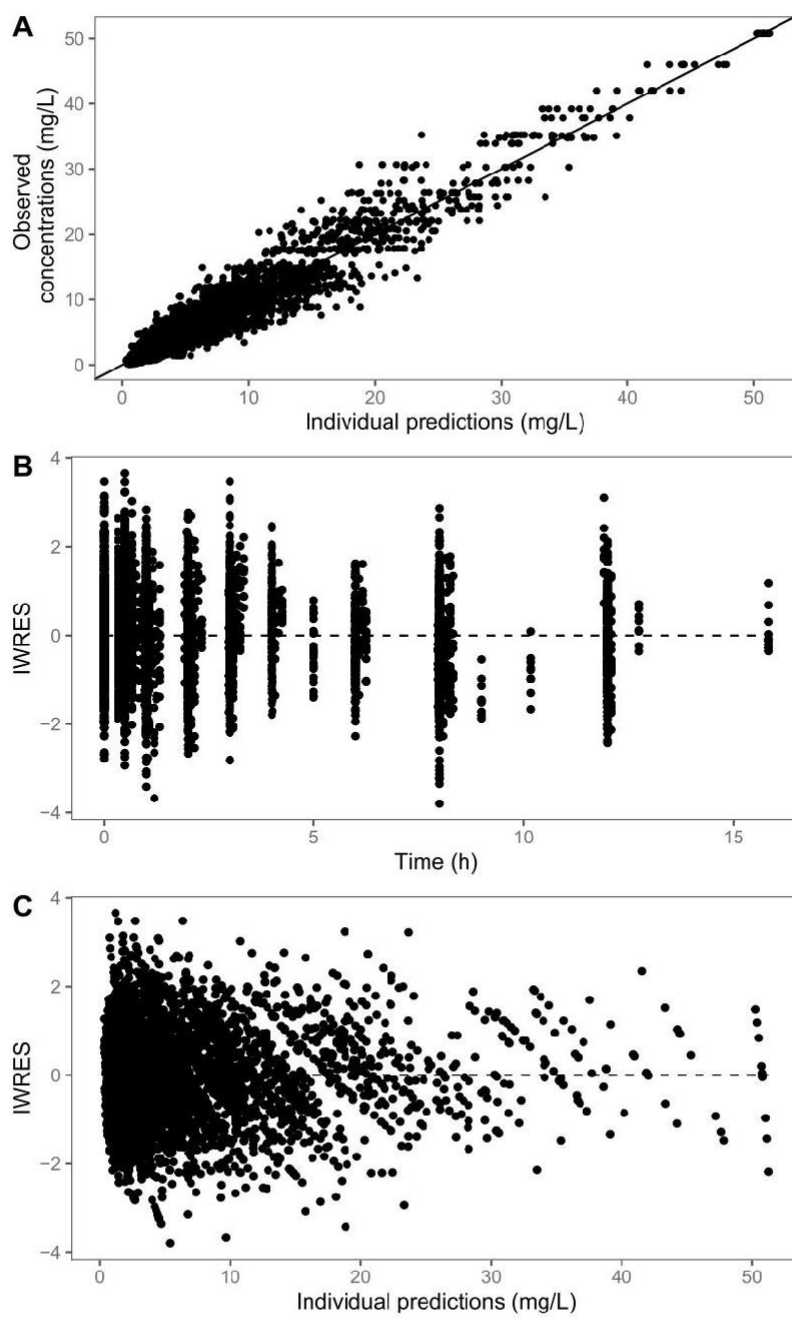 A
50
40
30
20
10
0
Observed
concentrations (mg/L)
0 10 20 30 40 50
Individual predictions (mg/L)
B
4
2
0
−2
−4
IWRES
0 5 10 15
Time (h)
C
4
2
0
−2
−4
IWRES
0 10 20 30 40 50
Individual predictions (mg/L)